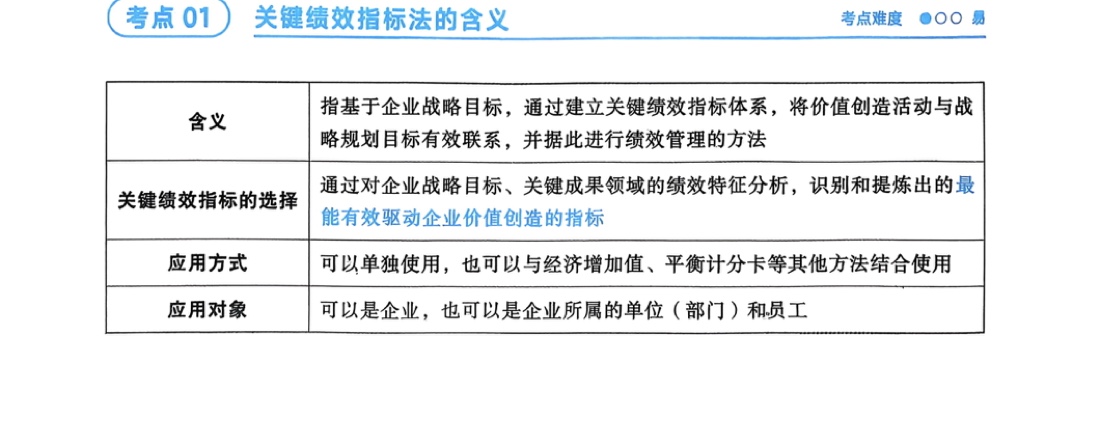 考点 01 关键绩效指标法的含义 考点难度 易
含义
指基于企业战略目标，通过建立关键绩效指标体系，将价值创造活动与战
略规划目标有效联系，并据此进行绩效管理的方法
关键绩效指标的选择
通过对企业战略目标、关键成果领域的绩效特征分析，识别和提炼出的最
能有效驱动企业价值创造的指标
应用方式
可以单独使用，也可以与经济增加值、平衡计分卡等其他方法结合使用
应用对象
可以是企业，也可以是企业所属的单位（部门）和员工